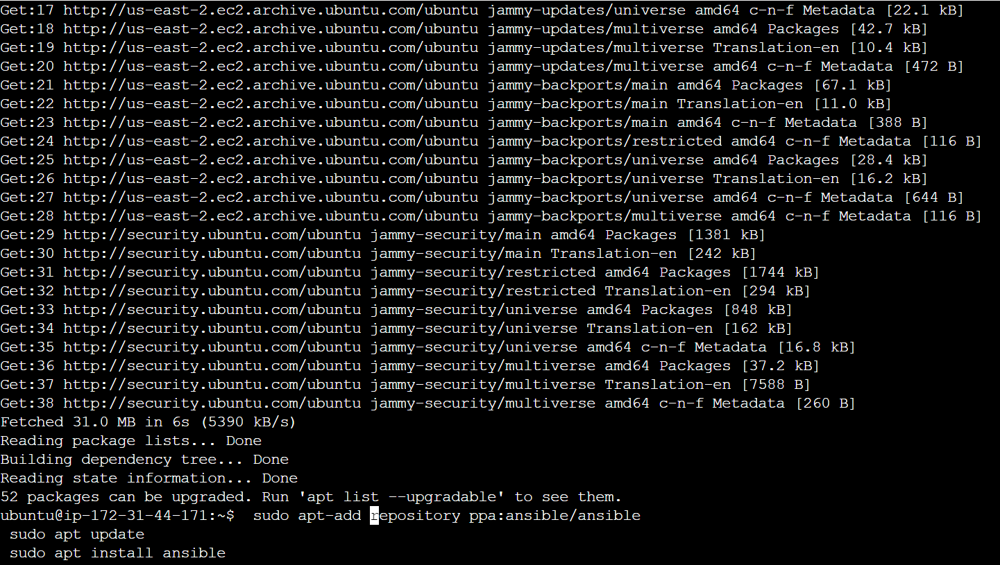 Get:17 http://us-east-2.ec2.archive.ubuntu.com/ubuntu jammy-updates/universe amd64 c-n-f Metadata [22.1 kB]
Get:18 http://us-east-2.ec2.archive.ubuntu.com/ubuntu jammy-updates/multiverse amd64 Packages [42.7 kB]
Get:19 http://us-east-2.ec2.archive.ubuntu.com/ubuntu jammy-updates/multiverse Translation-en [10.4 kB]
Get:20 http://us-east-2.ec2.archive.ubuntu.com/ubuntu jammy-updates/multiverse amd64 c-n-f Metadata [472 B]
Get:21 http://us-east-2.ec2.archive.ubuntu.com/ubuntu jammy-backports/main amd64 Packages [67.1 kB]
Get:22 http://us-east-2.ec2.archive.ubuntu.com/ubuntu jammy-backports/main Translation-en [11.0 kB]
Get:23 http://us-east-2.ec2.archive.ubuntu.com/ubuntu jammy-backports/main amd64 c-n-f Metadata [388 B]
Get:24 http://us-east-2.ec2.archive.ubuntu.com/ubuntu jammy-backports/restricted amd64 c-n-f Metadata [116 B]
Get:25 http://us-east-2.ec2.archive.ubuntu.com/ubuntu jammy-backports/universe amd64 Packages [28.4 kB]
Get:26 http://us-east-2.ec2.archive.ubuntu.com/ubuntu jammy-backports/universe Translation-en [16.2 kB]
Get:27 http://us-east-2.ec2.archive.ubuntu.com/ubuntu jammy-backports/universe amd64 c-n-f Metadata [644 B]
Get:28 http://us-east-2.ec2.archive.ubuntu.com/ubuntu jammy-backports/multiverse amd64 c-n-f Metadata [116 B]
Get:29 http://security.ubuntu.com/ubuntu jammy-security/main amd64 Packages [1381 kB]
Get:30 http://security.ubuntu.com/ubuntu jammy-security/main Translation-en [242 kB]
Get:31 http://security.ubuntu.com/ubuntu jammy-security/restricted amd64 Packages [1744 kB]
Get:32 http://security.ubuntu.com/ubuntu jammy-security/restricted Translation-en [294 kB]
Get:33 http://security.ubuntu.com/ubuntu jammy-security/universe amd64 Packages [848 kB]
Get:34 http://security.ubuntu.com/ubuntu jammy-security/universe Translation-en [162 kB]
Get:35 http://security.ubuntu.com/ubuntu jammy-security/universe amd64 c-n-f Metadata [16.8 kB]
Get:36 http://security.ubuntu.com/ubuntu jammy-security/multiverse amd64 Packages [37.2 kB]
Get:37 http://security.ubuntu.com/ubuntu jammy-security/multiverse Translation-en [7588 B]
Get:38 http://security.ubuntu.com/ubuntu jammy-security/multiverse amd64 c-n-f Metadata [260 B]
Fetched 31.0 MB in 6s (5390 kB/s)
Reading package lists... Done
Building dependency tree... Done
Reading state information... Done
52 packages can be upgraded. Run 'apt list --upgradable' to see them.
ubuntu@ip-172-31-44-171:~$  sudo apt-add repository ppa:ansible/ansible
 sudo apt update
 sudo apt install ansible